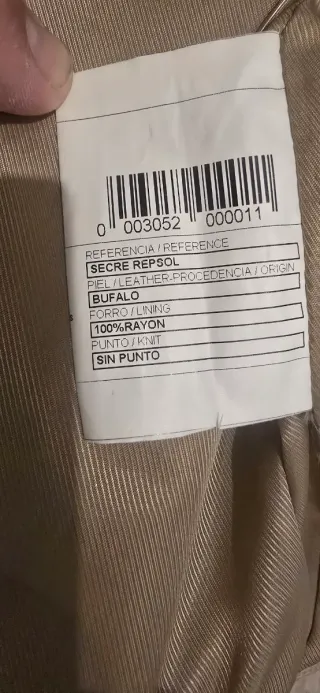 0 003052 000011
REFERENCIA / REFERENCE
SECRE REPSOL
PIEL / LEATHER-PROCEDENCIA / ORIGIN
BUFALO
FORRO / LINING
100%RAYON
PUNTO / KNIT
SIN PUNTO